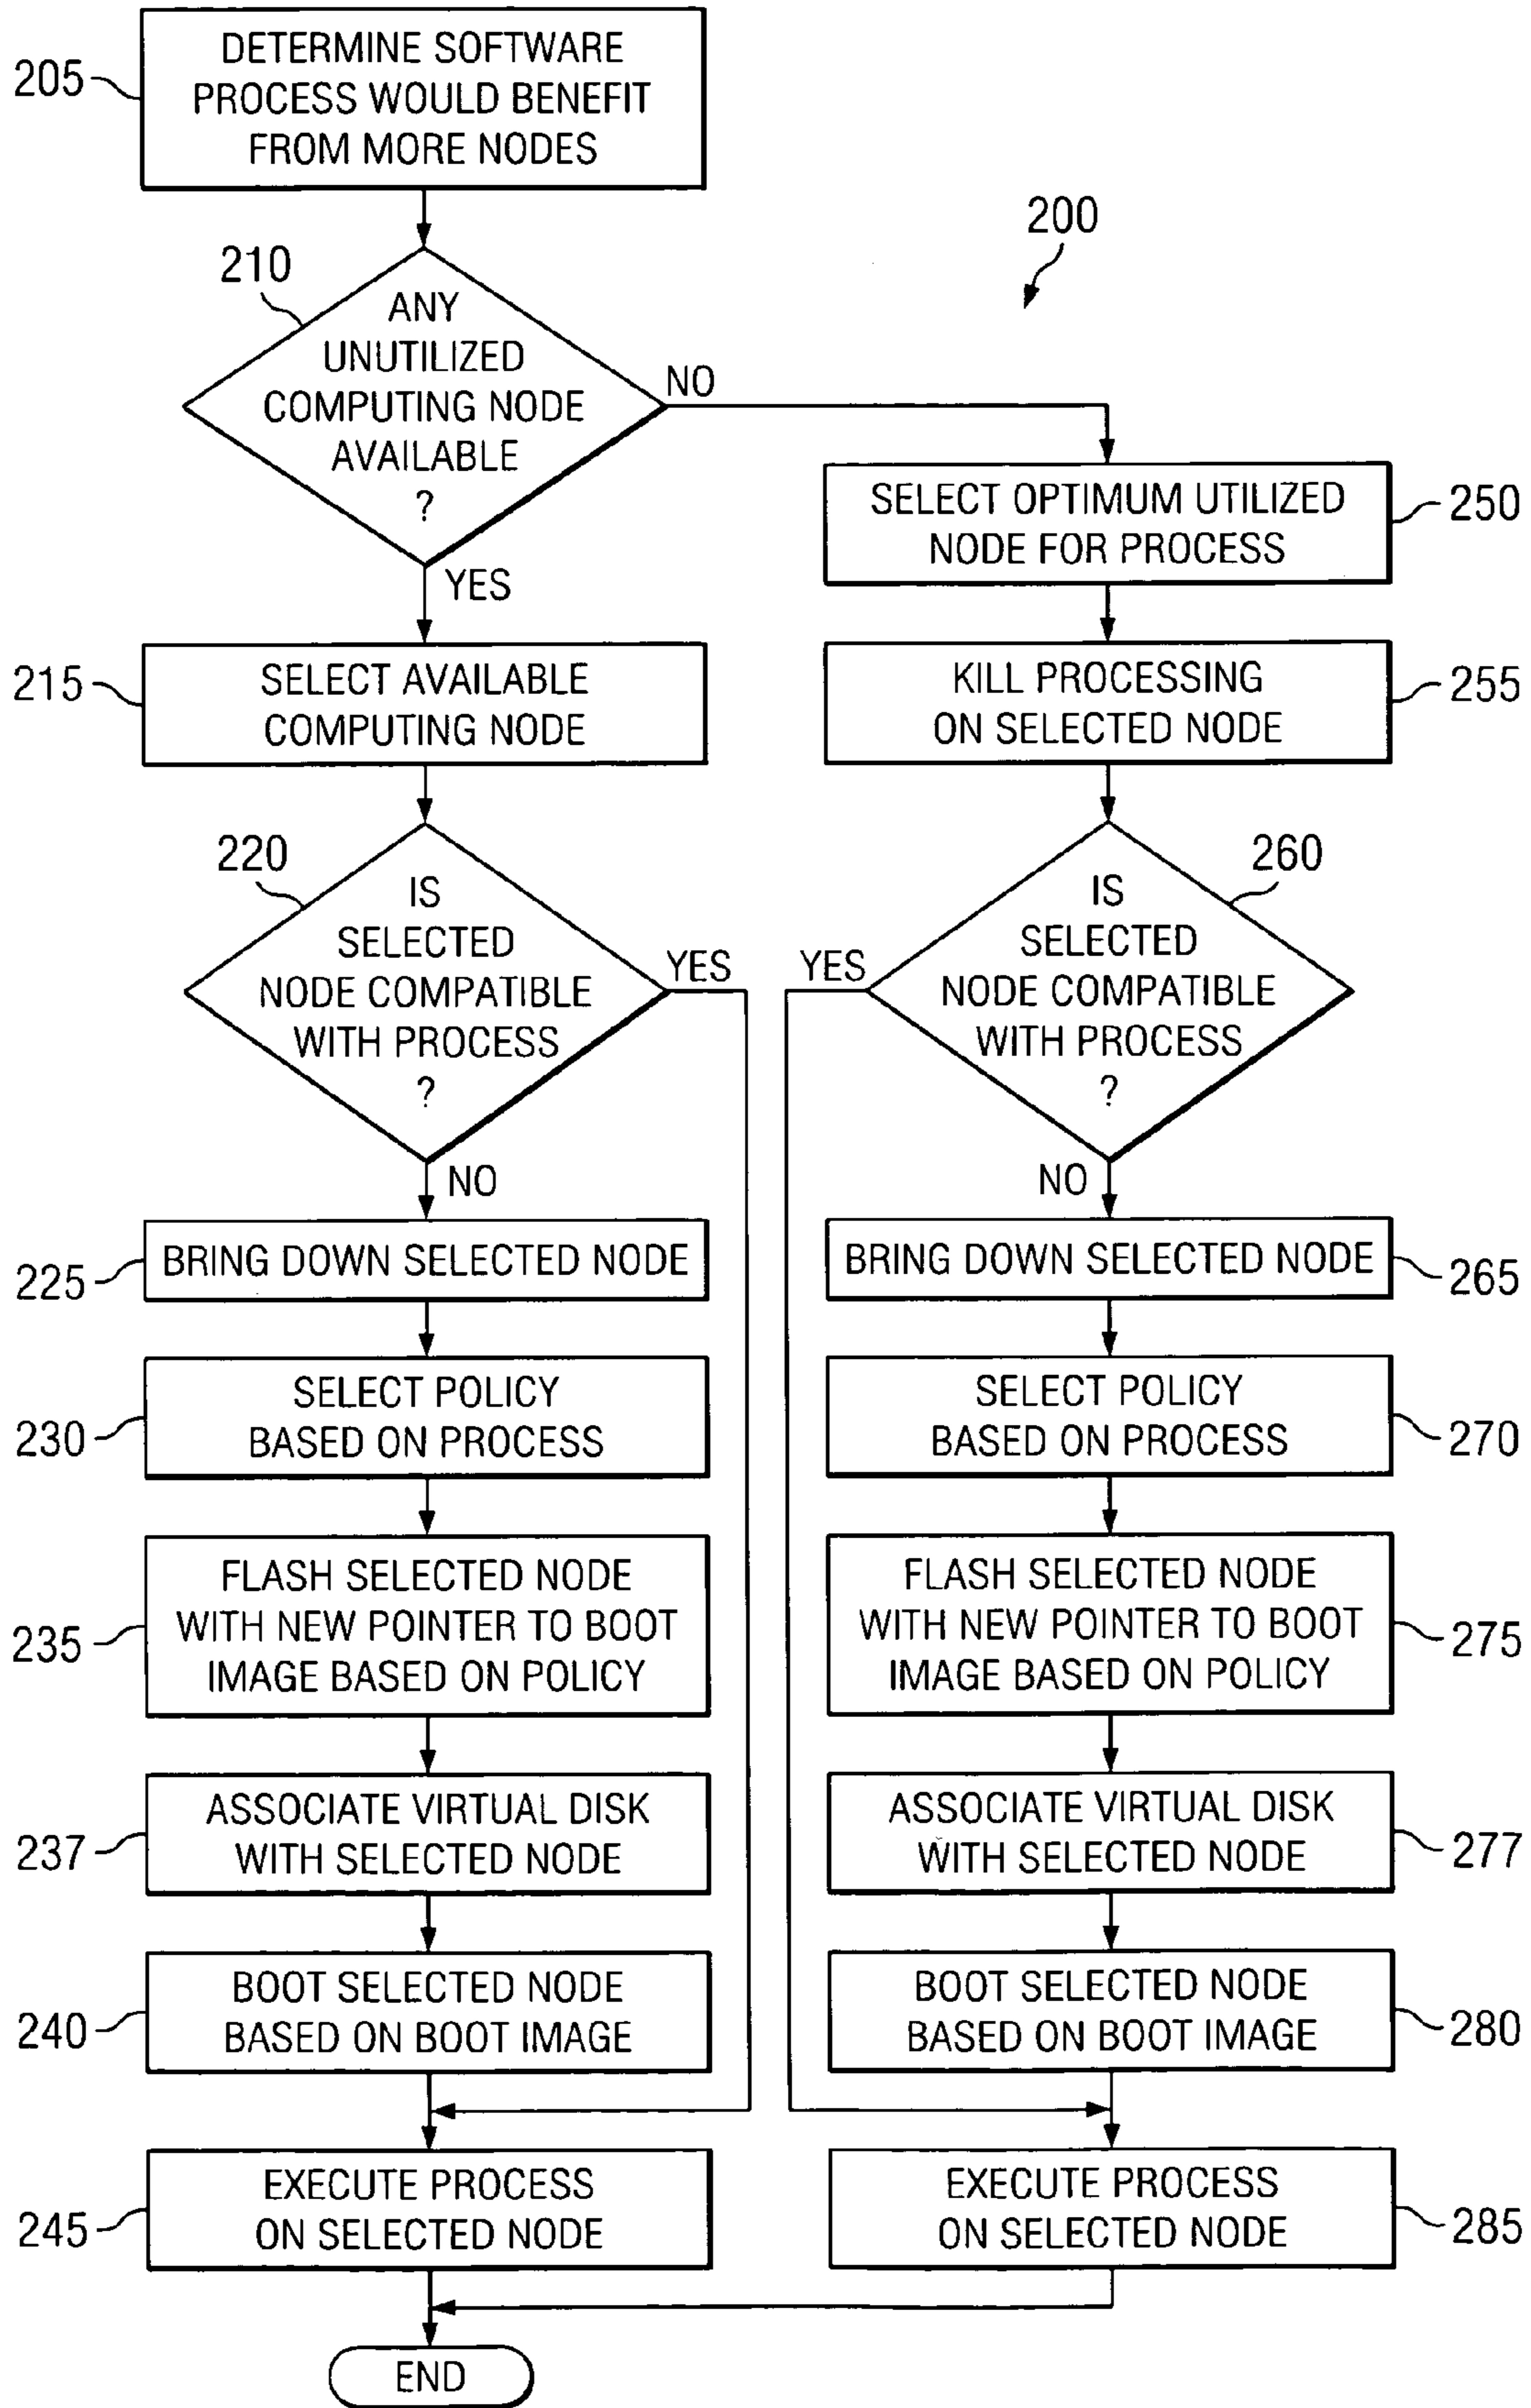 205
DETERMINE SOFTWARE
PROCESS WOULD BENEFIT
FROM MORE NODES
200
210
ANY
UNUTILIZED
COMPUTING NODE
AVAILABLE
?
NO
YES
215
SELECT AVAILABLE
COMPUTING NODE
220
IS
SELECTED
NODE COMPATIBLE
WITH PROCESS
?
YES
NO
225
BRING DOWN SELECTED NODE
230
SELECT POLICY
BASED ON PROCESS
235
FLASH SELECTED NODE
WITH NEW POINTER TO BOOT
IMAGE BASED ON POLICY
237
ASSOCIATE VIRTUAL DISK
WITH SELECTED NODE
240
BOOT SELECTED NODE
BASED ON BOOT IMAGE
245
EXECUTE PROCESS
ON SELECTED NODE
SELECT OPTIMUM UTILIZED
NODE FOR PROCESS
250
KILL PROCESSING
ON SELECTED NODE
255
260
IS
SELECTED
NODE COMPATIBLE
WITH PROCESS
?
YES
NO
BRING DOWN SELECTED NODE
265
SELECT POLICY
BASED ON PROCESS
270
FLASH SELECTED NODE
WITH NEW POINTER TO BOOT
IMAGE BASED ON POLICY
275
ASSOCIATE VIRTUAL DISK
WITH SELECTED NODE
277
BOOT SELECTED NODE
BASED ON BOOT IMAGE
280
EXECUTE PROCESS
ON SELECTED NODE
285
END